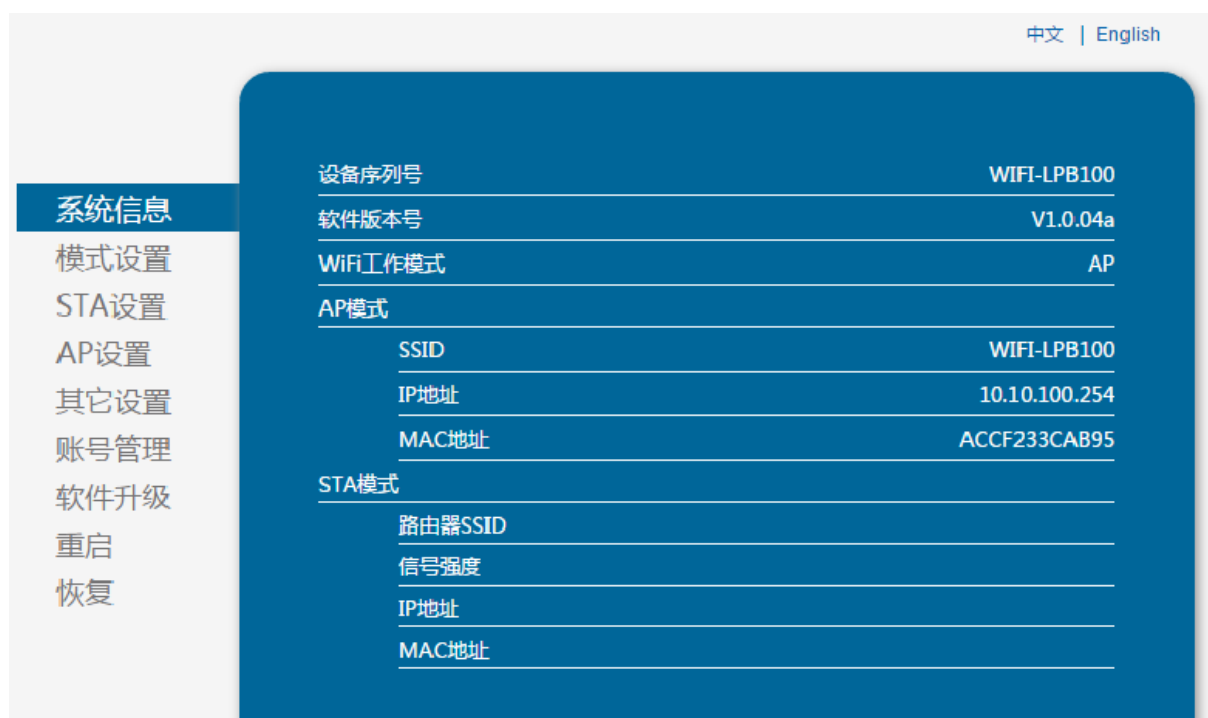 中文 | English
系统信息
模式设置
STA设置
AP设置
其它设置
账号管理
软件升级
重启
恢复
设备序列号 WIFI-LPB100
软件版本号 V1.0.04a
WiFi工作模式 AP
AP模式
SSID WIFI-LPB100
IP地址 10.10.100.254
MAC地址 ACCF233CAB95
STA模式
路由器SSID
信号强度
IP地址
MAC地址